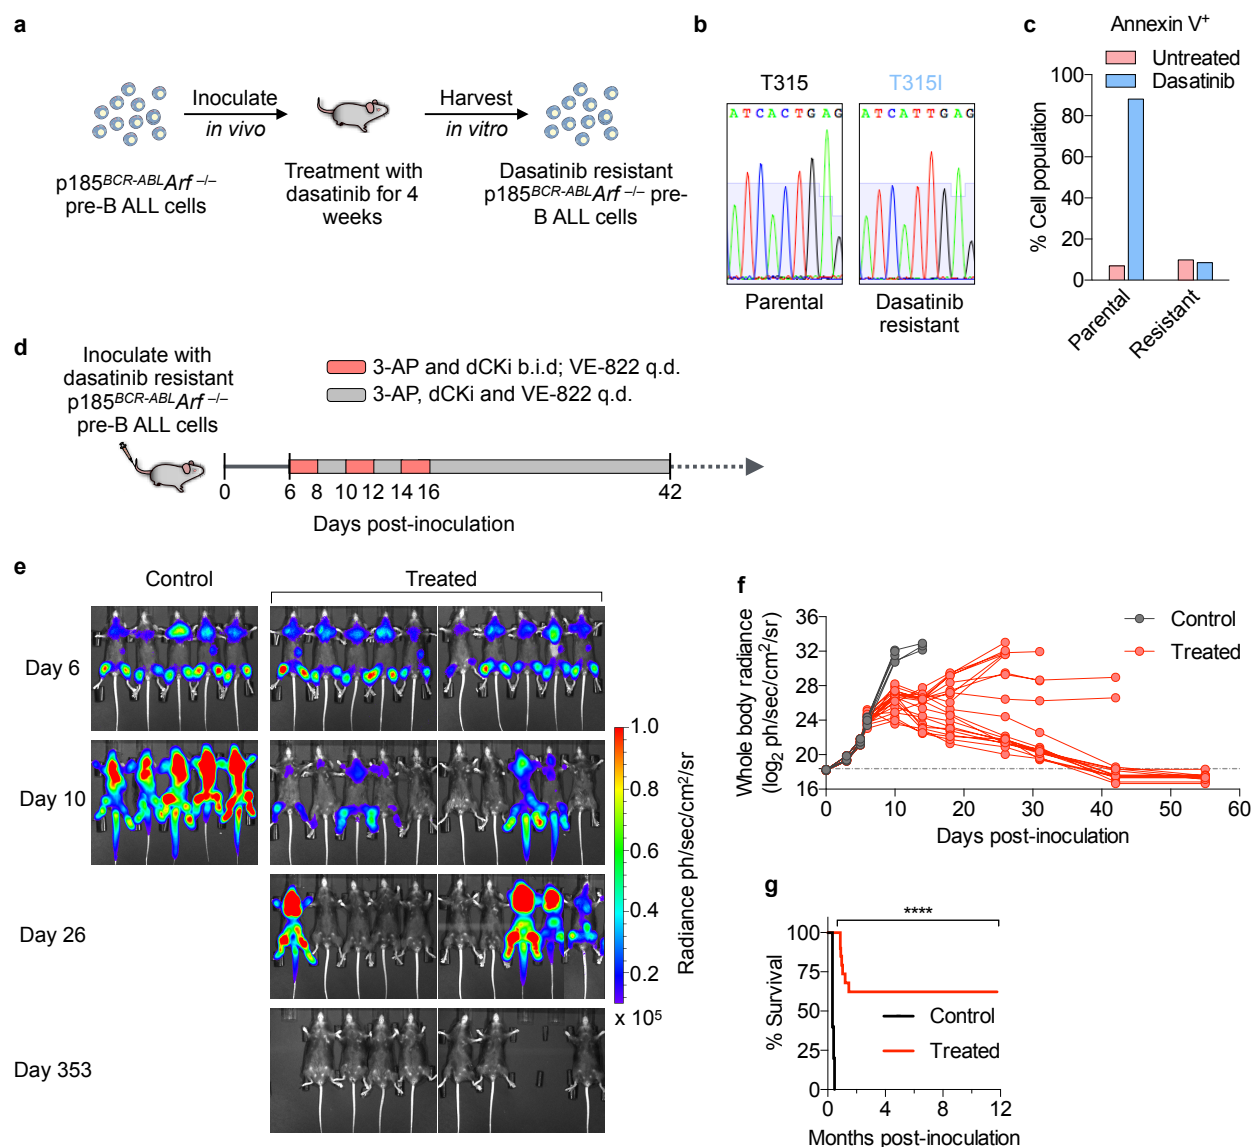 a
Inoculate
in vivo
Harvest
in vitro
p185BCR-ABLArf –/–
pre-B ALL cells
Treatment with
dasatinib for 4
weeks
Dasatinib resistant
p185BCR-ABLArf –/– pre-
B ALL cells
b
T315
T315I
A T C A C T G A G
A T C A T T G A G
Parental
Dasatinib
resistant
c
Annexin V+
Untreated
Dasatinib
% Cell population
100
80
60
40
20
0
Parental
Resistant
d
Inoculate with
dasatinib resistant
p185BCR-ABLArf –/–
pre-B ALL cells
3-AP and dCKi b.i.d; VE-822 q.d.
3-AP, dCKi and VE-822 q.d.
0 6 8 10 12 14 16 42
Days post-inoculation
e
Control
Treated
Day 6
Day 10
Day 26
Day 353
1.0
0.8
0.6
0.4
0.2
x 10⁵
Radiance ph/sec/cm²/sr
f
Whole body radiance
(log₂ ph/sec/cm²/sr)
36
32
28
24
20
16
0 10 20 30 40 50 60
Days post-inoculation
Control
Treated
g
****
% Survival
100
75
50
25
0
Control
Treated
0 4 8 12
Months post-inoculation